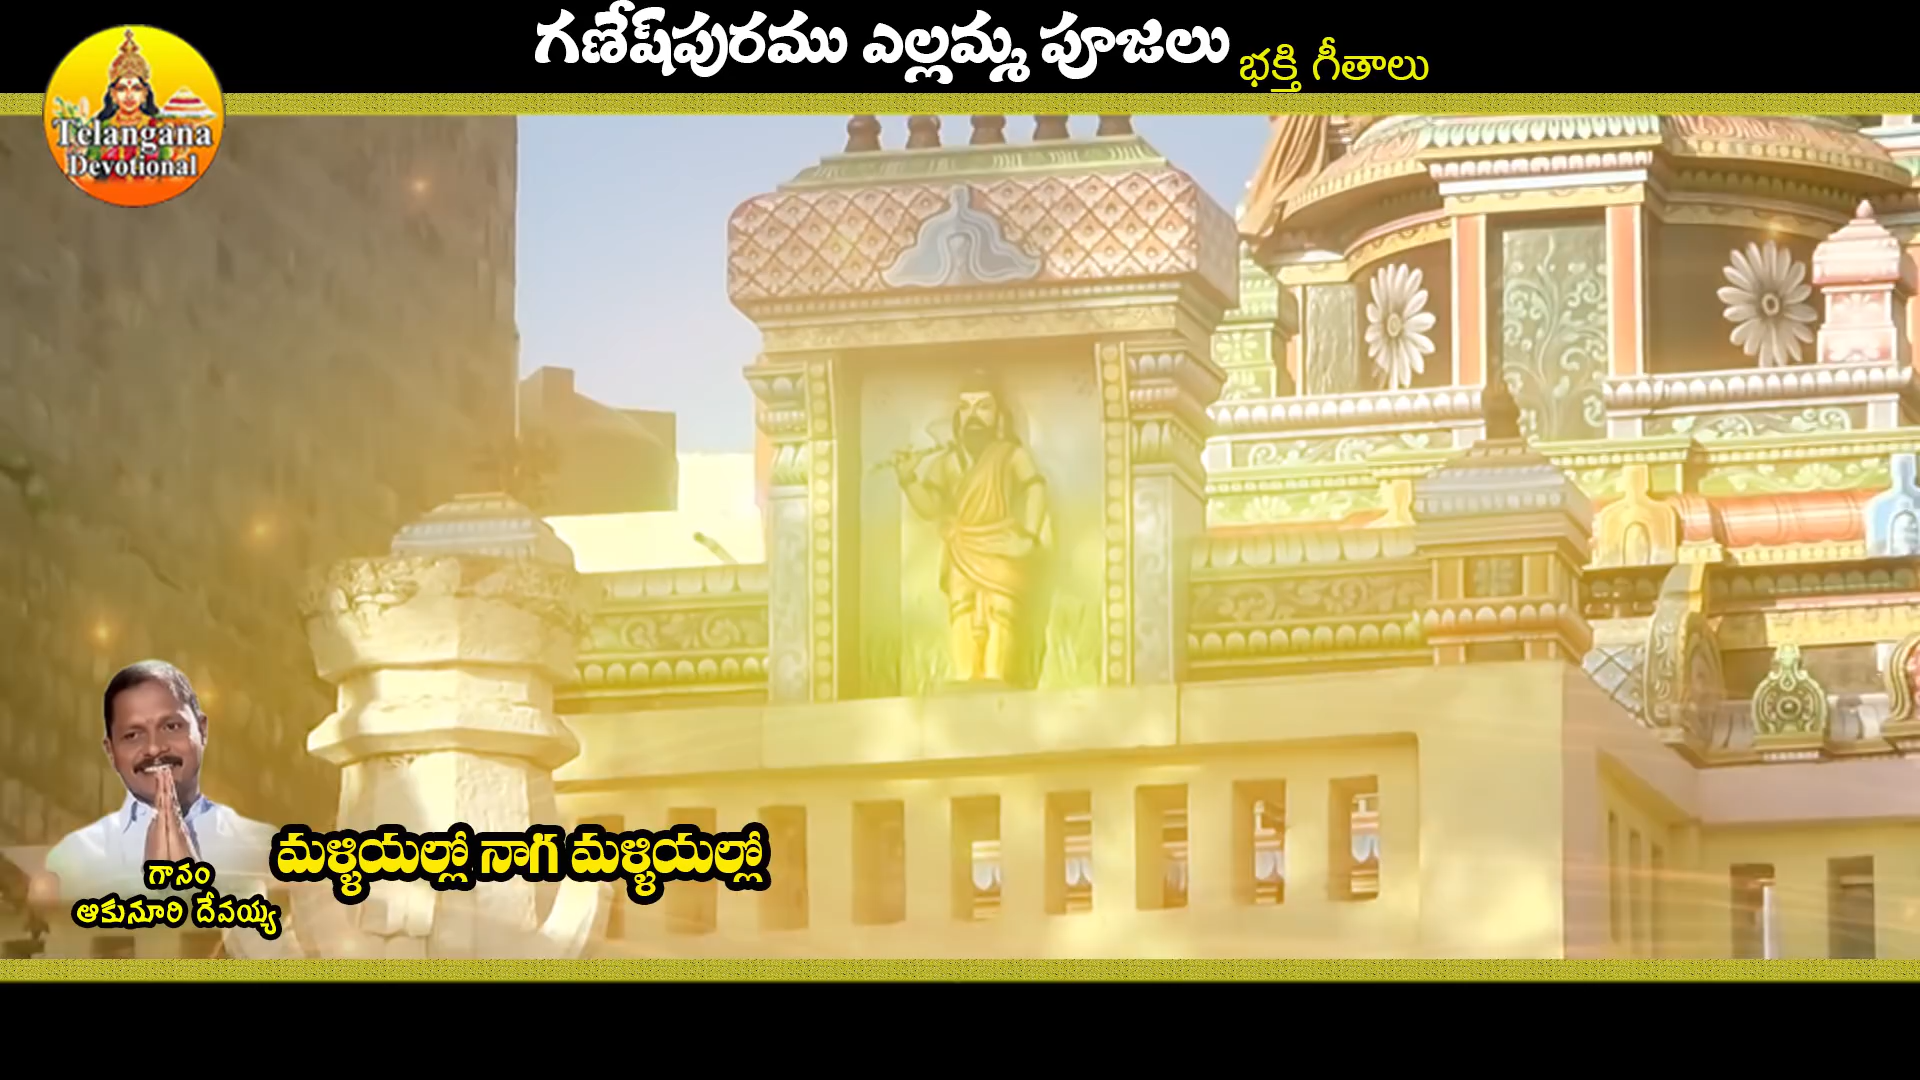 గణేష్‌పురము ఎల్లమ్మ పూజలు భక్తి గీతాలు
Telangana
Devotional
మళ్ళియల్లో నాగ మళ్ళియల్లో
గానం
ఆకునూరి దేవయ్య